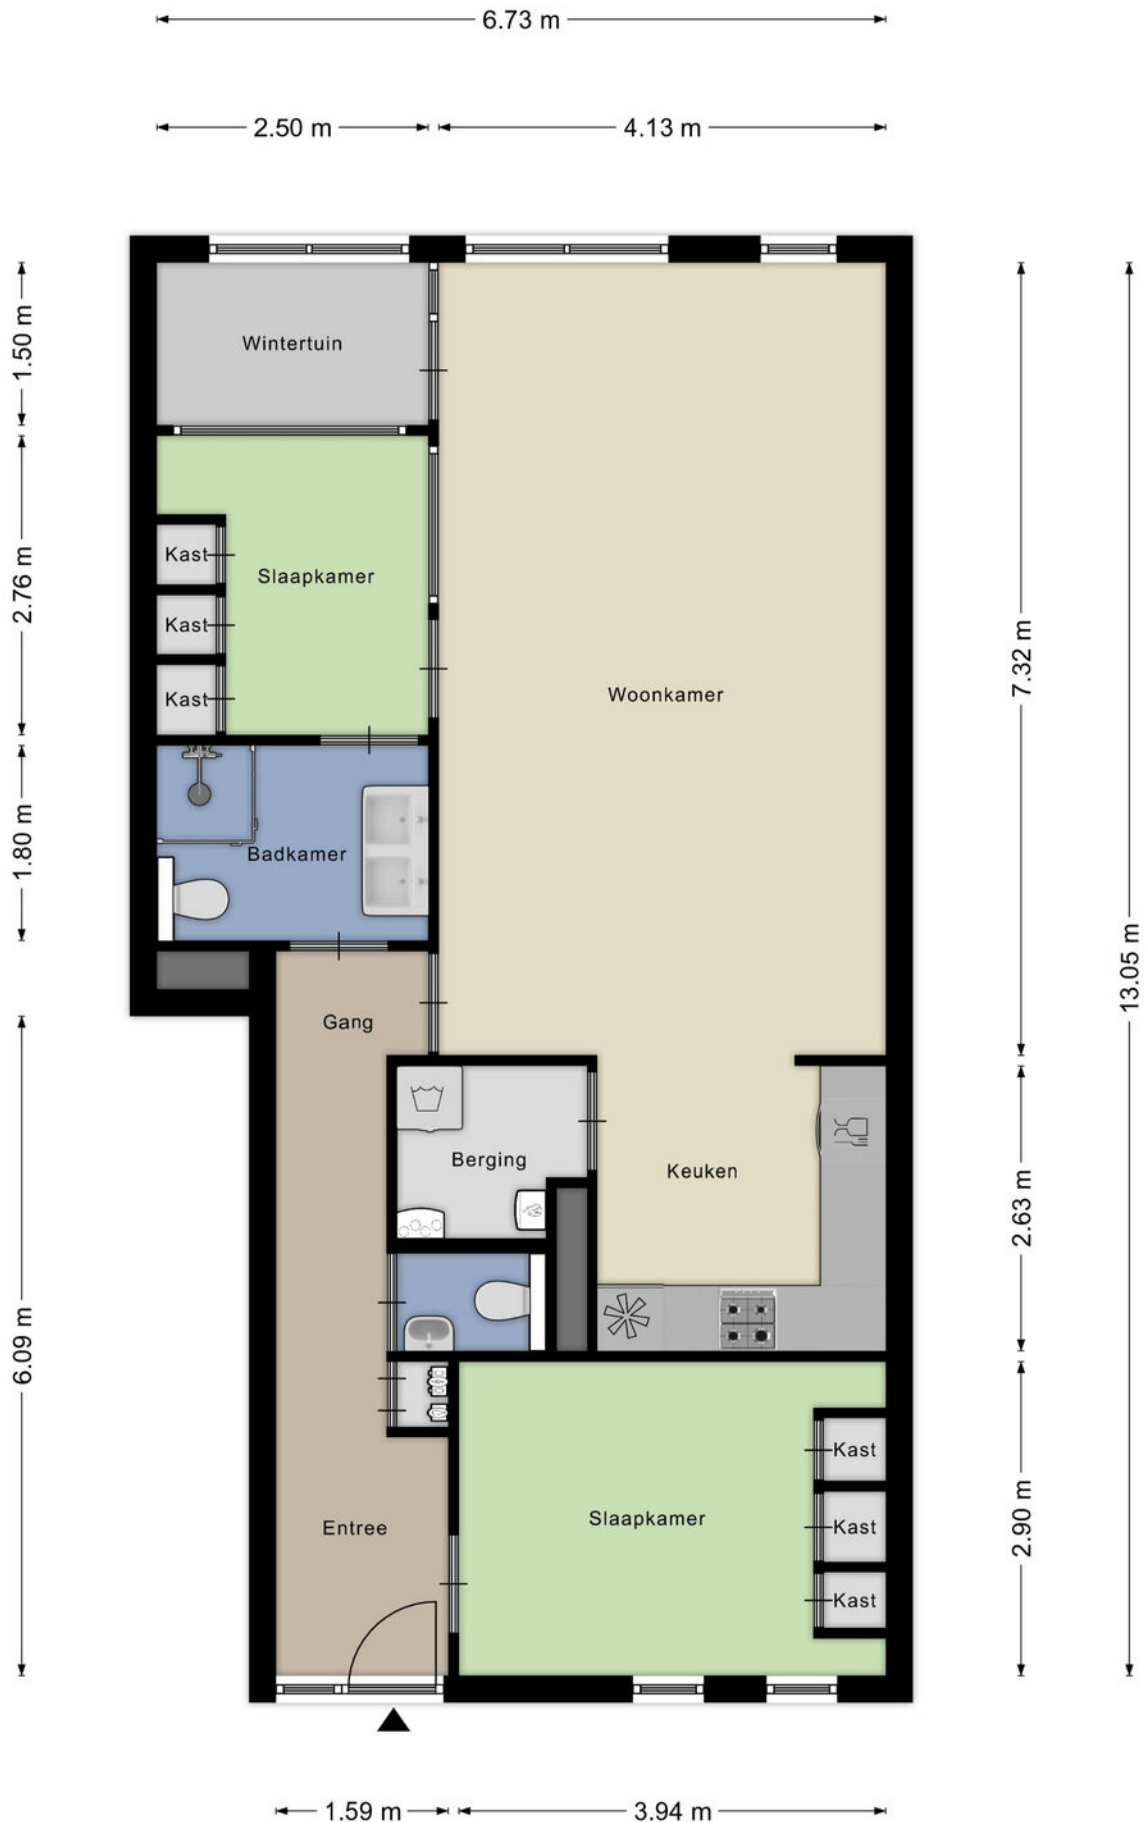 6.73 m
2.50 m
4.13 m
1.50 m
Wintertuin
2.76 m
Kast
Slaapkamer
Kast
Kast
7.32 m
Woonkamer
1.80 m
Badkamer
13.05 m
Gang
Berging
Keuken
2.63 m
6.09 m
Kast
Slaapkamer
Entree
Kast
2.90 m
Kast
1.59 m
3.94 m